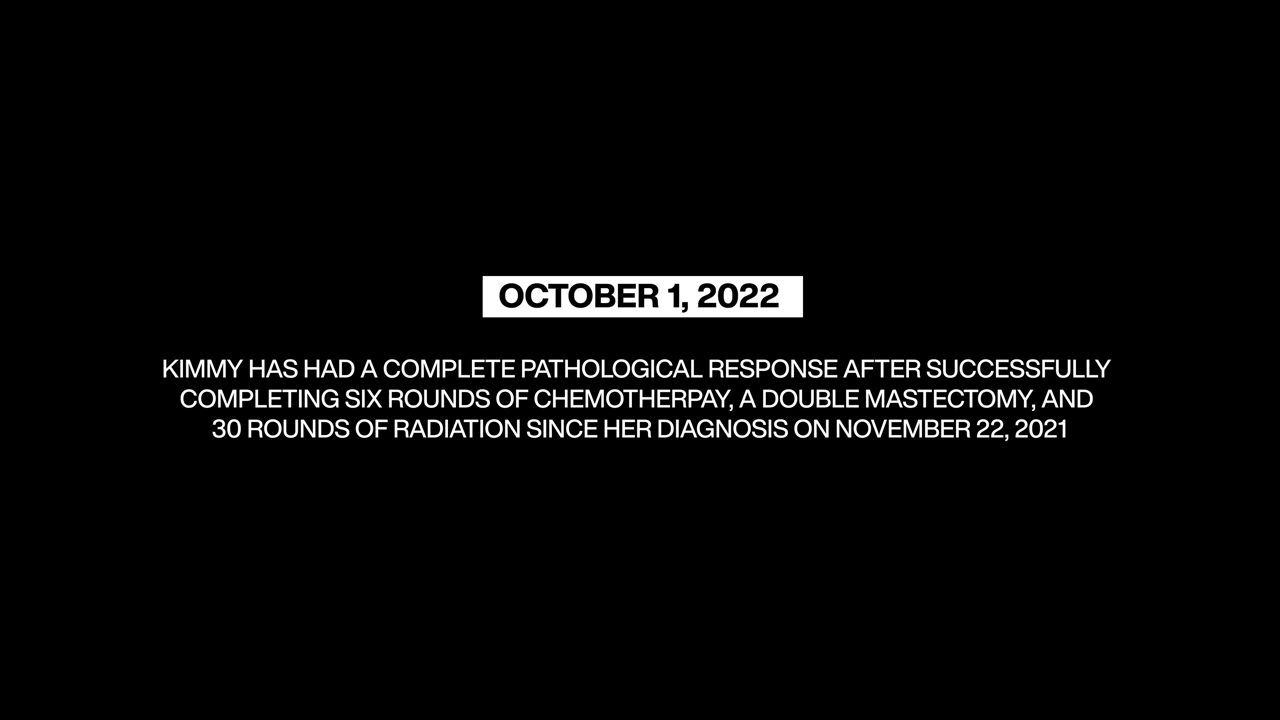 OCTOBER 1, 2022
KIMMY HAS HAD A COMPLETE PATHOLOGICAL RESPONSE AFTER SUCCESSFULLY
COMPLETING SIX ROUNDS OF CHEMOTHERPAY, A DOUBLE MASTECTOMY, AND
30 ROUNDS OF RADIATION SINCE HER DIAGNOSIS ON NOVEMBER 22, 2021